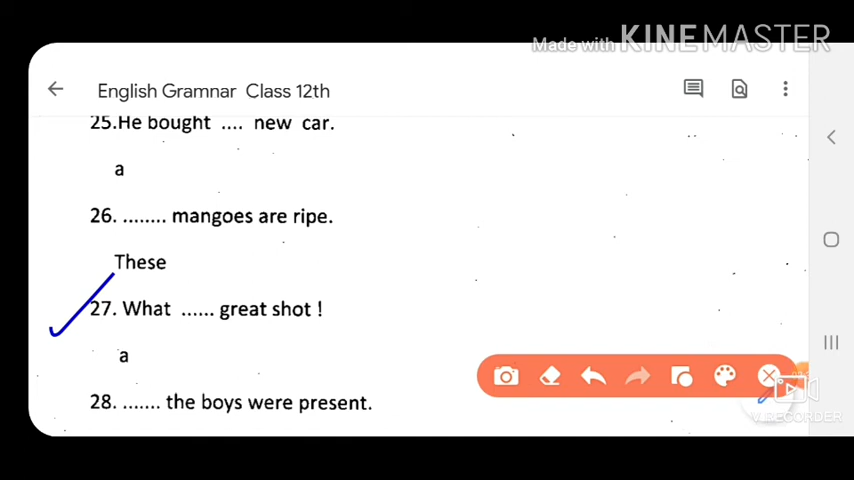 Made with KINEMASTER
English Gramnar Class 12th
25.He bought .... new car.
a
26. ........ mangoes are ripe.
These
27. What ...... great shot !
a
28. ....... the boys were present.
V.RECORDER